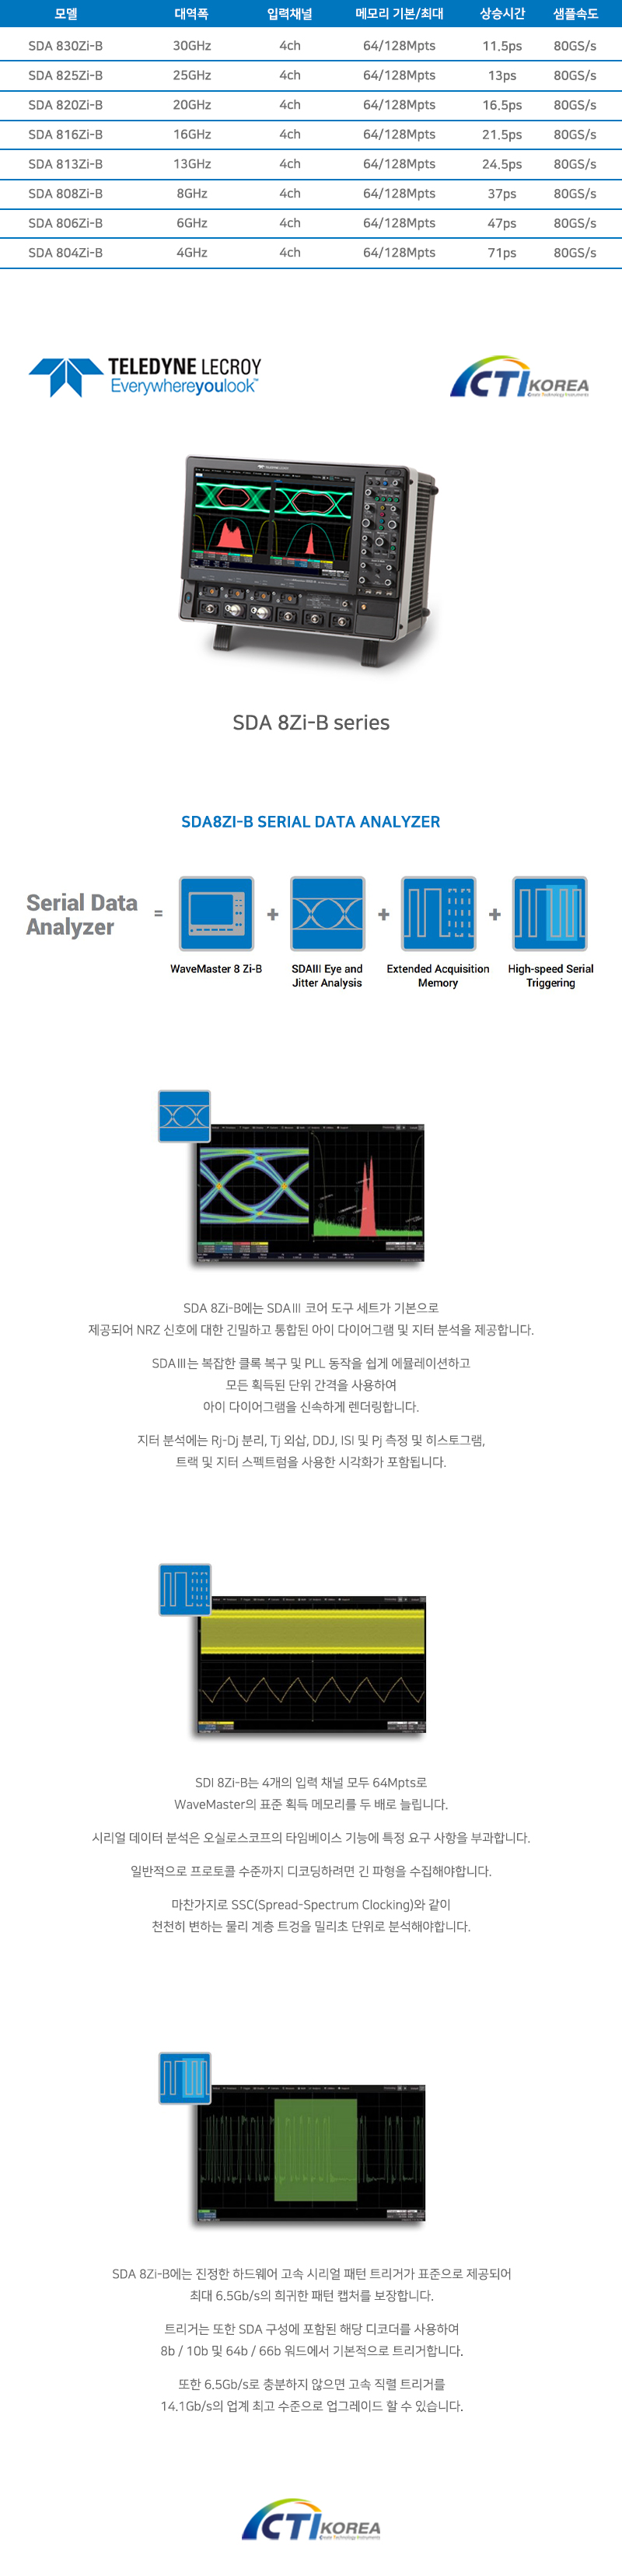 모델 대역폭 입력채널 메모리 기본/최대 상승시간 샘플속도
SDA 830Zi-B 30GHz 4ch 64/128Mpts 11.5ps 80GS/s
SDA 825Zi-B 25GHz 4ch 64/128Mpts 13ps 80GS/s
SDA 820Zi-B 20GHz 4ch 64/128Mpts 16.5ps 80GS/s
SDA 816Zi-B 16GHz 4ch 64/128Mpts 21.5ps 80GS/s
SDA 813Zi-B 13GHz 4ch 64/128Mpts 24.5ps 80GS/s
SDA 808Zi-B 8GHz 4ch 64/128Mpts 37ps 80GS/s
SDA 806Zi-B 6GHz 4ch 64/128Mpts 47ps 80GS/s
SDA 804Zi-B 4GHz 4ch 64/128Mpts 71ps 80GS/s
TELEDYNE LECROY
Everywhereyoulook™
CTI KOREA
SDA 8Zi-B series
SDA8ZI-B SERIAL DATA ANALYZER
Serial Data
Analyzer
= + + +
WaveMaster 8 Zi-B
SDAIII Eye and
Jitter Analysis
Extended Acquisition
Memory
High-speed Serial
Triggering
SDA 8Zi-B에는 SDAⅢ 코어 도구 세트가 기본으로
제공되어 NRZ 신호에 대한 긴밀하고 통합된 아이 다이어그램 및 지터 분석을 제공합니다.
SDAⅢ는 복잡한 클록 복구 및 PLL 동작을 쉽게 에뮬레이션하고
모든 획득된 단위 간격을 사용하여
아이 다이어그램을 신속하게 렌더링합니다.
지터 분석에는 Rj-Dj 분리, Tj 외삽, DDJ, ISI 및 Pj 측정 및 히스토그램,
트랙 및 지터 스펙트럼을 사용한 시각화가 포함됩니다.
SDI 8Zi-B는 4개의 입력 채널 모두 64Mpts로
WaveMaster의 표준 획득 메모리를 두 배로 늘립니다.
시리얼 데이터 분석은 오실로스코프의 타임베이스 기능에 특정 요구 사항을 부과합니다.
일반적으로 프로토콜 수준까지 디코딩하려면 긴 파형을 수집해야합니다.
마찬가지로 SSC(Spread-Spectrum Clocking)와 같이
천천히 변하는 물리 계층 트겅을 밀리초 단위로 분석해야합니다.
SDA 8Zi-B에는 진정한 하드웨어 고속 시리얼 패턴 트리거가 표준으로 제공되어
최대 6.5Gb/s의 희귀한 패턴 캡처를 보장합니다.
트리거는 또한 SDA 구성에 포함된 해당 디코더를 사용하여
8b / 10b 및 64b / 66b 워드에서 기본적으로 트리거합니다.
또한 6.5Gb/s로 충분하지 않으면 고속 직렬 트리거를
14.1Gb/s의 업계 최고 수준으로 업그레이드 할 수 있습니다.
CTI KOREA